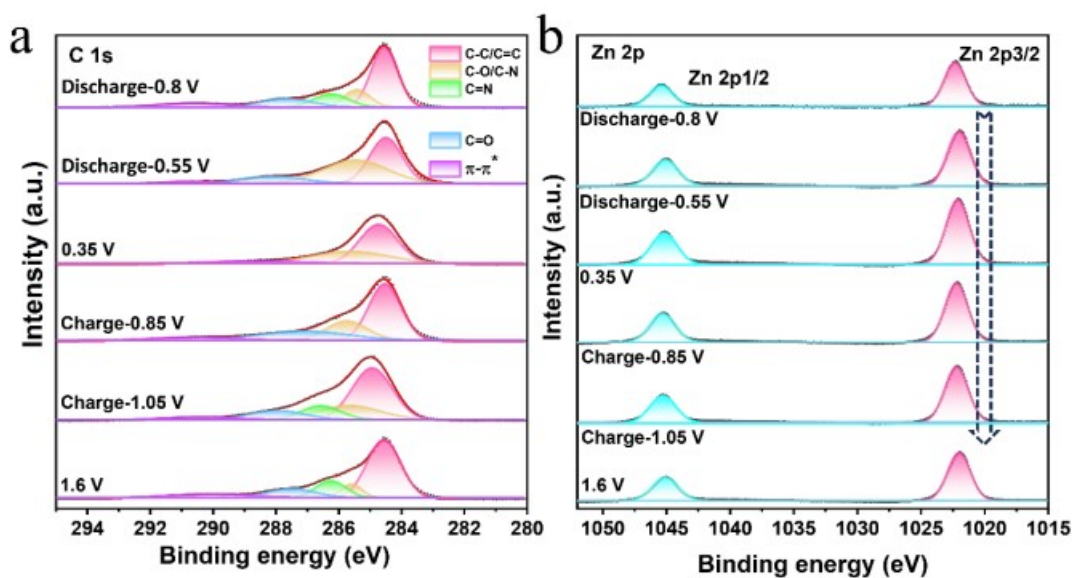 a
C 1s
C-C/C=C
C-O/C-N
C=N
C=O
π-π*
Discharge-0.8 V
Discharge-0.55 V
0.35 V
Charge-0.85 V
Charge-1.05 V
1.6 V
Intensity (a.u.)
294 292 290 288 286 284 282 280
Binding energy (eV)
b
Zn 2p
Zn 2p1/2
Zn 2p3/2
Discharge-0.8 V
Discharge-0.55 V
0.35 V
Charge-0.85 V
Charge-1.05 V
1.6 V
Intensity (a.u.)
1050 1045 1040 1035 1030 1025 1020 1015
Binding energy (eV)